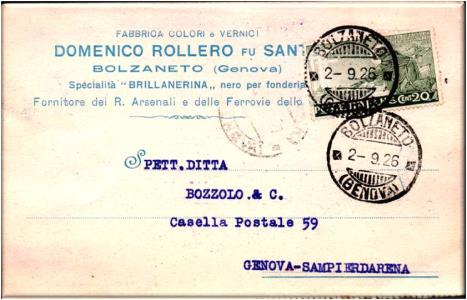 FABBRICA COLORI E VERNICI
DOMENICO ROLLERO FU SANT
BOLZANETO (Genova)
Spécialità "BRILLANERINA" nero per fonderia
Fornitore dei R. Arsenali e delle Ferrovie dello
BOLZANETO
2-9.26
(GENOVA)
CENT 20
BOLZANETO
2-9.26
(GENOVA)
SPETT.DITTA
BOZZOLO.& C.
Casella Postale 59
GENOVA-SAMPIERDARENA